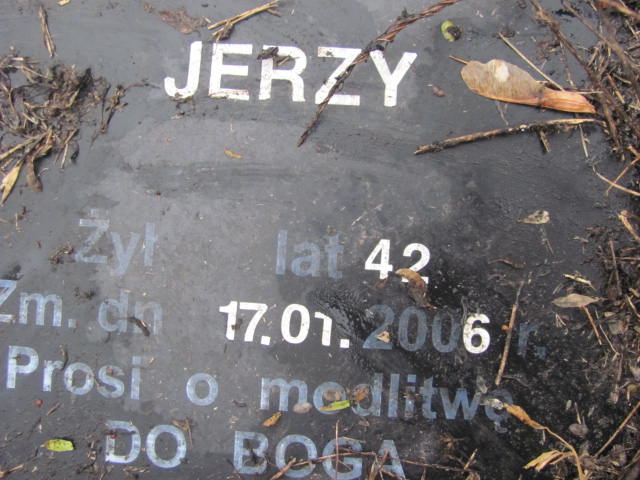 JERZY
Żył lat 42
Zm. dn 17.01. 2006 r.
Prosi o modlitwę
DO BOGA